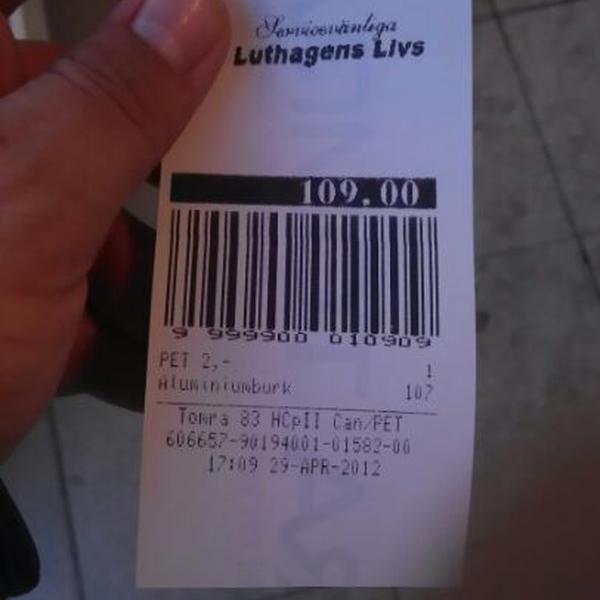 Servicevänliga
Luthagens Livs
109.00
9 999900 010909
PET 2,- 1
Aluminiumburk 107
Tomra 83 HCpII Can/PET
606657-90194001-01582-00
17:09 29-APR-2012